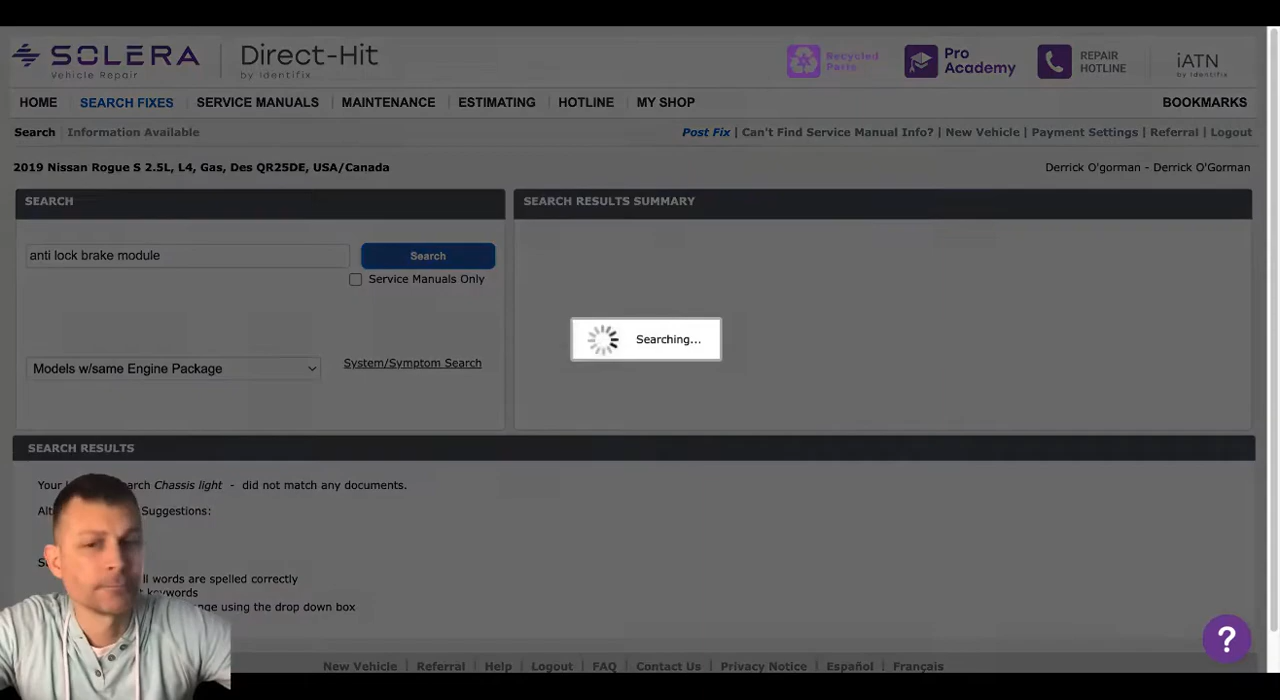 SOLERA
Vehicle Repair
Direct-Hit
by Identifix
Recycled
Parts
Pro
Academy
REPAIR
HOTLINE
iATN
by Identifix
HOME SEARCH FIXES SERVICE MANUALS MAINTENANCE ESTIMATING HOTLINE MY SHOP BOOKMARKS
Search Information Available Post Fix | Can't Find Service Manual Info? | New Vehicle | Payment Settings | Referral | Logout
2019 Nissan Rogue S 2.5L, L4, Gas, Des QR25DE, USA/Canada Derrick O'gorman - Derrick O'Gorman
SEARCH SEARCH RESULTS SUMMARY
anti lock brake module Search
Service Manuals Only
Searching...
Models w/same Engine Package System/Symptom Search
SEARCH RESULTS
Your Chassis light - did not match any documents.
Suggestions:
words are spelled correctly
keywords
using the drop down box
?
New Vehicle | Referral | Help | Logout | FAQ | Contact Us | Privacy Notice | Español | Français